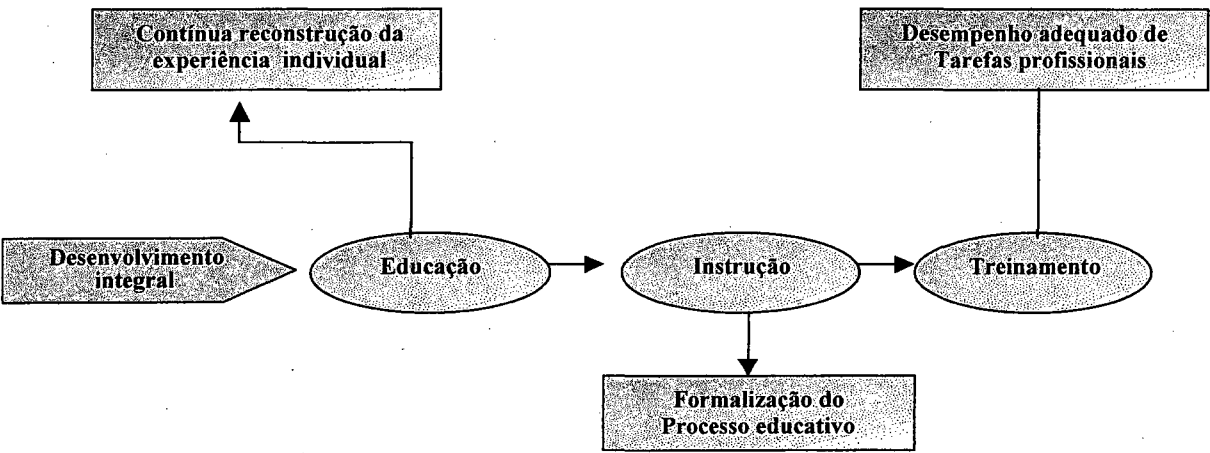 Contínua reconstrução da
experiência individual
Desempenho adequado de
Tarefas profissionais
Desenvolvimento
integral
Educação
Instrução
Treinamento
Formalização do
Processo educativo